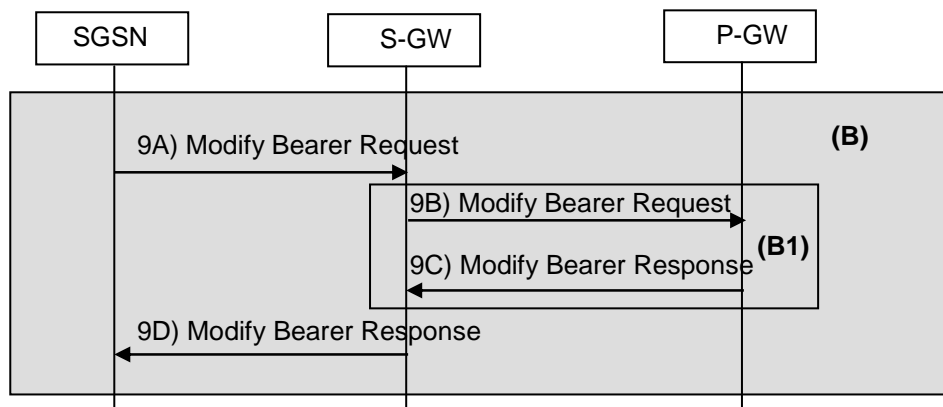 SGSN
S-GW
P-GW
(B)
9A) Modify Bearer Request
9B) Modify Bearer Request
(B1)
9C) Modify Bearer Response
9D) Modify Bearer Response